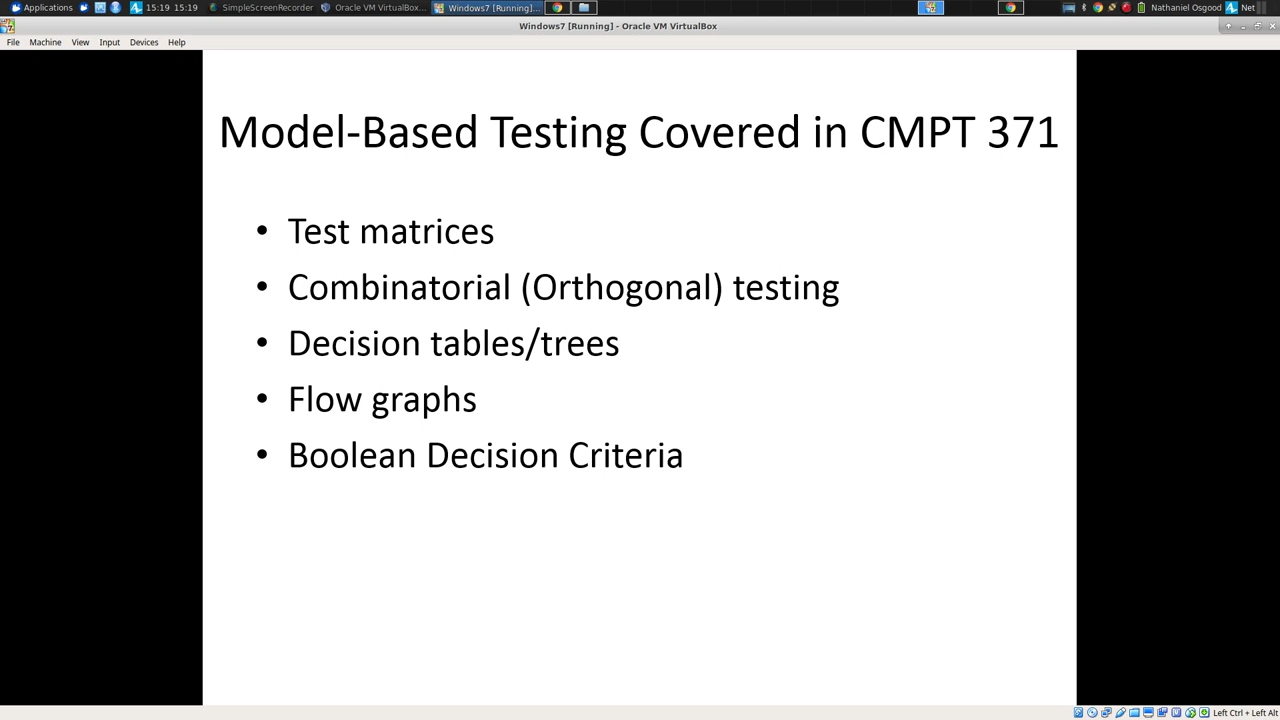 Applications
15:19 15:19
SimpleScreenRecorder
Oracle VM VirtualBox...
Windows7 [Running]...
Nathaniel Osgood
Net
Windows7 [Running] - Oracle VM VirtualBox
File Machine View Input Devices Help
Model-Based Testing Covered in CMPT 371
• Test matrices
• Combinatorial (Orthogonal) testing
• Decision tables/trees
• Flow graphs
• Boolean Decision Criteria
Left Ctrl + Left Alt